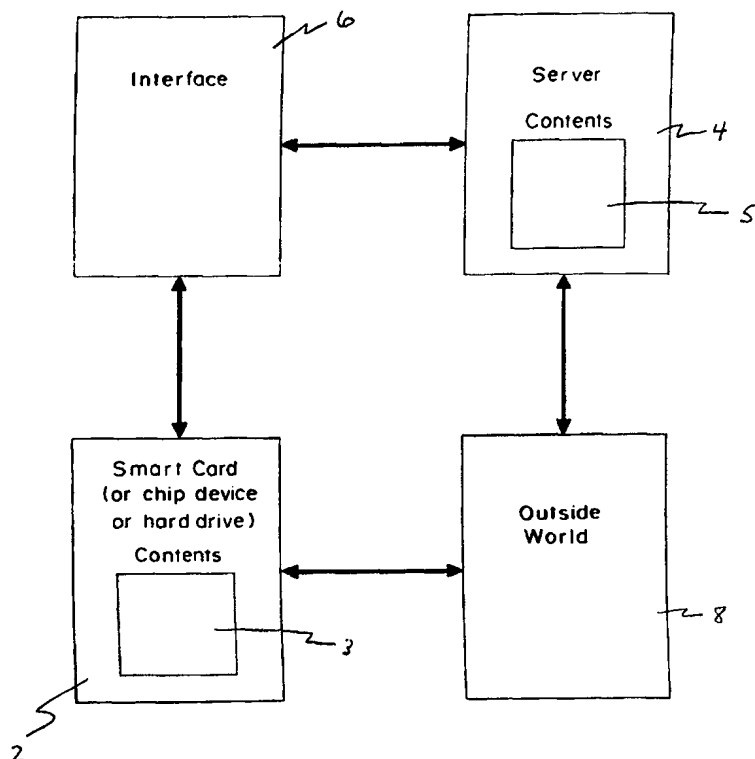 6
Interface
Server
Contents
4
5
Smart Card
(or chip device
or hard drive)
Contents
3
2
Outside
World
8